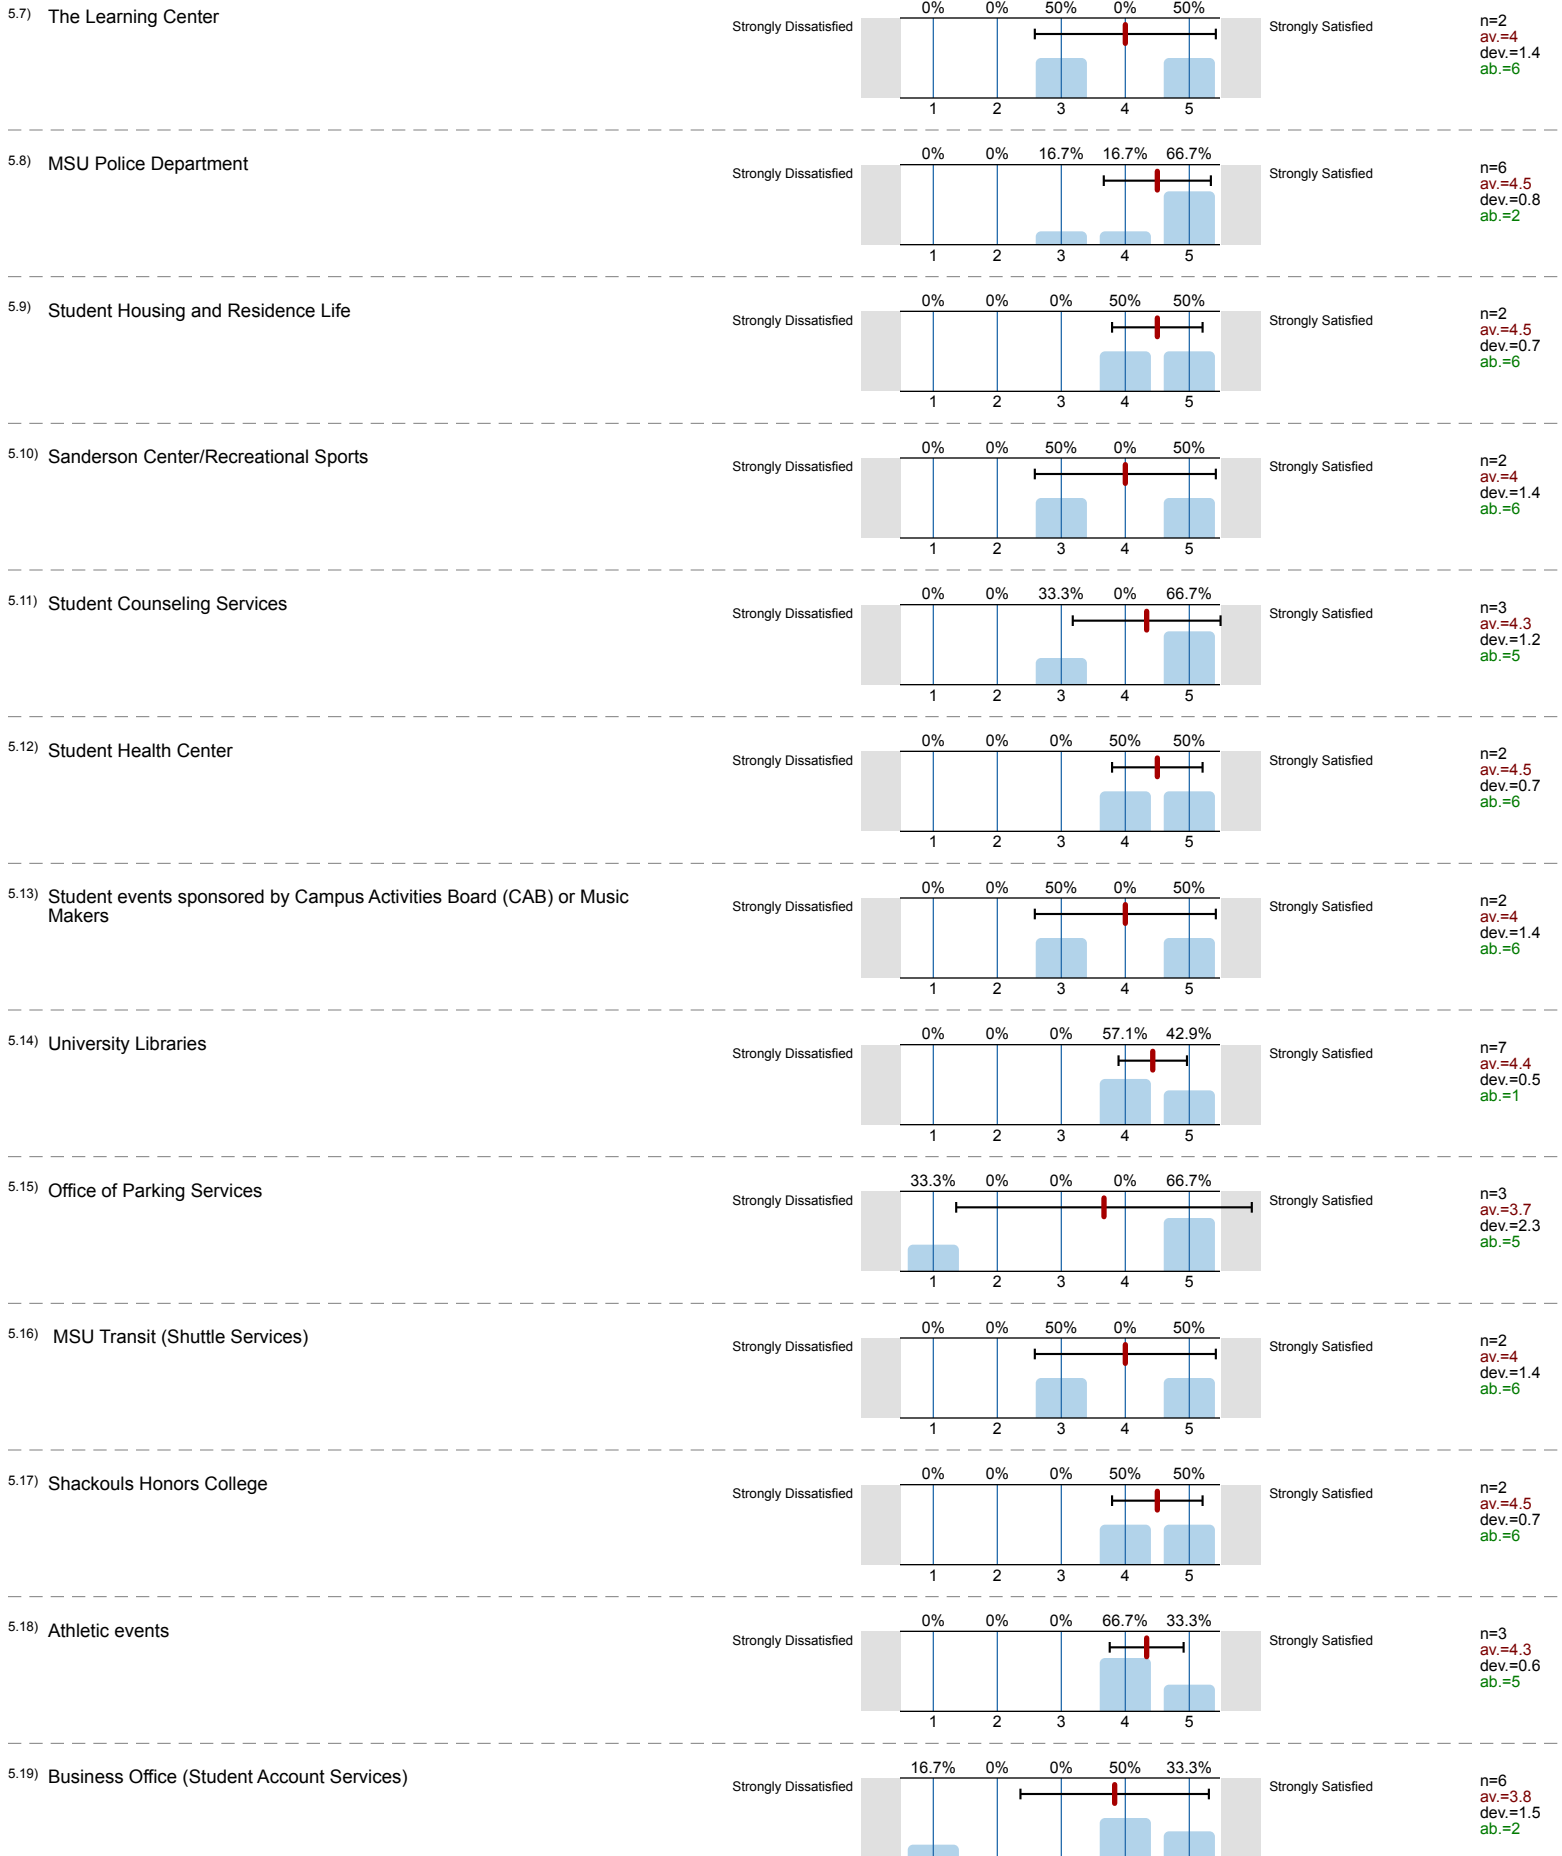 5.7) The Learning Center
0% 0% 50% 0% 50%
Strongly Dissatisfied Strongly Satisfied
n=2
av.=4
dev.=1.4
ab.=6
1 2 3 4 5
5.8) MSU Police Department
0% 0% 16.7% 16.7% 66.7%
Strongly Dissatisfied Strongly Satisfied
n=6
av.=4.5
dev.=0.8
ab.=2
1 2 3 4 5
5.9) Student Housing and Residence Life
0% 0% 0% 50% 50%
Strongly Dissatisfied Strongly Satisfied
n=2
av.=4.5
dev.=0.7
ab.=6
1 2 3 4 5
5.10) Sanderson Center/Recreational Sports
0% 0% 50% 0% 50%
Strongly Dissatisfied Strongly Satisfied
n=2
av.=4
dev.=1.4
ab.=6
1 2 3 4 5
5.11) Student Counseling Services
0% 0% 33.3% 0% 66.7%
Strongly Dissatisfied Strongly Satisfied
n=3
av.=4.3
dev.=1.2
ab.=5
1 2 3 4 5
5.12) Student Health Center
0% 0% 0% 50% 50%
Strongly Dissatisfied Strongly Satisfied
n=2
av.=4.5
dev.=0.7
ab.=6
1 2 3 4 5
5.13) Student events sponsored by Campus Activities Board (CAB) or Music
Makers
0% 0% 50% 0% 50%
Strongly Dissatisfied Strongly Satisfied
n=2
av.=4
dev.=1.4
ab.=6
1 2 3 4 5
5.14) University Libraries
0% 0% 0% 57.1% 42.9%
Strongly Dissatisfied Strongly Satisfied
n=7
av.=4.4
dev.=0.5
ab.=1
1 2 3 4 5
5.15) Office of Parking Services
33.3% 0% 0% 0% 66.7%
Strongly Dissatisfied Strongly Satisfied
n=3
av.=3.7
dev.=2.3
ab.=5
1 2 3 4 5
5.16) MSU Transit (Shuttle Services)
0% 0% 50% 0% 50%
Strongly Dissatisfied Strongly Satisfied
n=2
av.=4
dev.=1.4
ab.=6
1 2 3 4 5
5.17) Shackouls Honors College
0% 0% 0% 50% 50%
Strongly Dissatisfied Strongly Satisfied
n=2
av.=4.5
dev.=0.7
ab.=6
1 2 3 4 5
5.18) Athletic events
0% 0% 0% 66.7% 33.3%
Strongly Dissatisfied Strongly Satisfied
n=3
av.=4.3
dev.=0.6
ab.=5
1 2 3 4 5
5.19) Business Office (Student Account Services)
16.7% 0% 0% 50% 33.3%
Strongly Dissatisfied Strongly Satisfied
n=6
av.=3.8
dev.=1.5
ab.=2